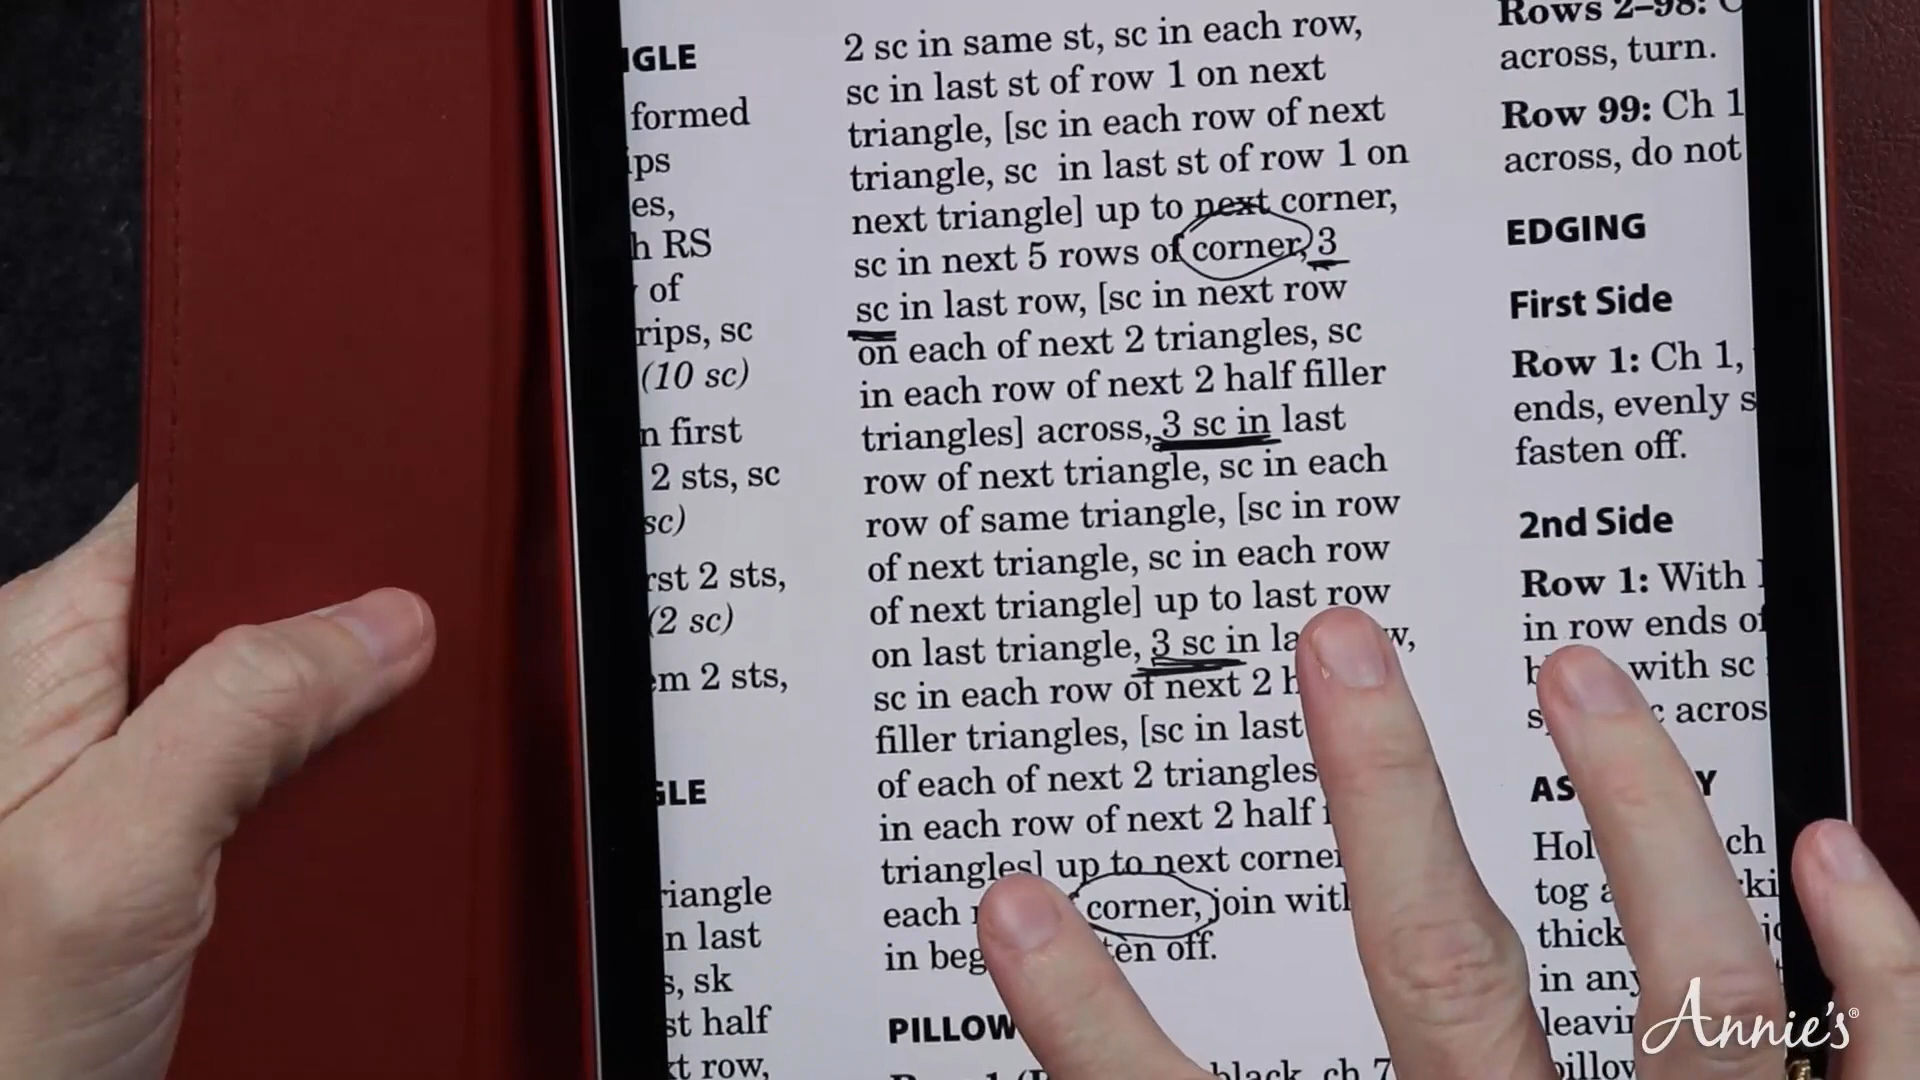 GLE
formed
ips
es,
h RS
of
rips, sc
(10 sc)
n first
2 sts, sc
sc)
rst 2 sts,
(2 sc)
em 2 sts,
GLE
riangle
n last
s, sk
st half
t row,
2 sc in same st, sc in each row,
sc in last st of row 1 on next
triangle, [sc in each row of next
triangle, sc in last st of row 1 on
next triangle] up to next corner,
sc in next 5 rows of corner, 3
sc in last row, [sc in next row
on each of next 2 triangles, sc
in each row of next 2 half filler
triangles] across, 3 sc in last
row of next triangle, sc in each
row of same triangle, [sc in row
of next triangle, sc in each row
of next triangle] up to last row
on last triangle, 3 sc in la w,
sc in each row of next 2 h
filler triangles, [sc in last
of each of next 2 triangles
in each row of next 2 half
triangles] up to next corner
each corner, join with
in beg ten off.
PILLOW
black, ch 7
Rows 2–98:
across, turn.
Row 99: Ch 1
across, do not
EDGING
First Side
Row 1: Ch 1,
ends, evenly s
fasten off.
2nd Side
Row 1: With
in row ends of
with sc
acros
AS Y
Hol ch
tog a ki
thick
in any
leavin
pillow
Annie's®